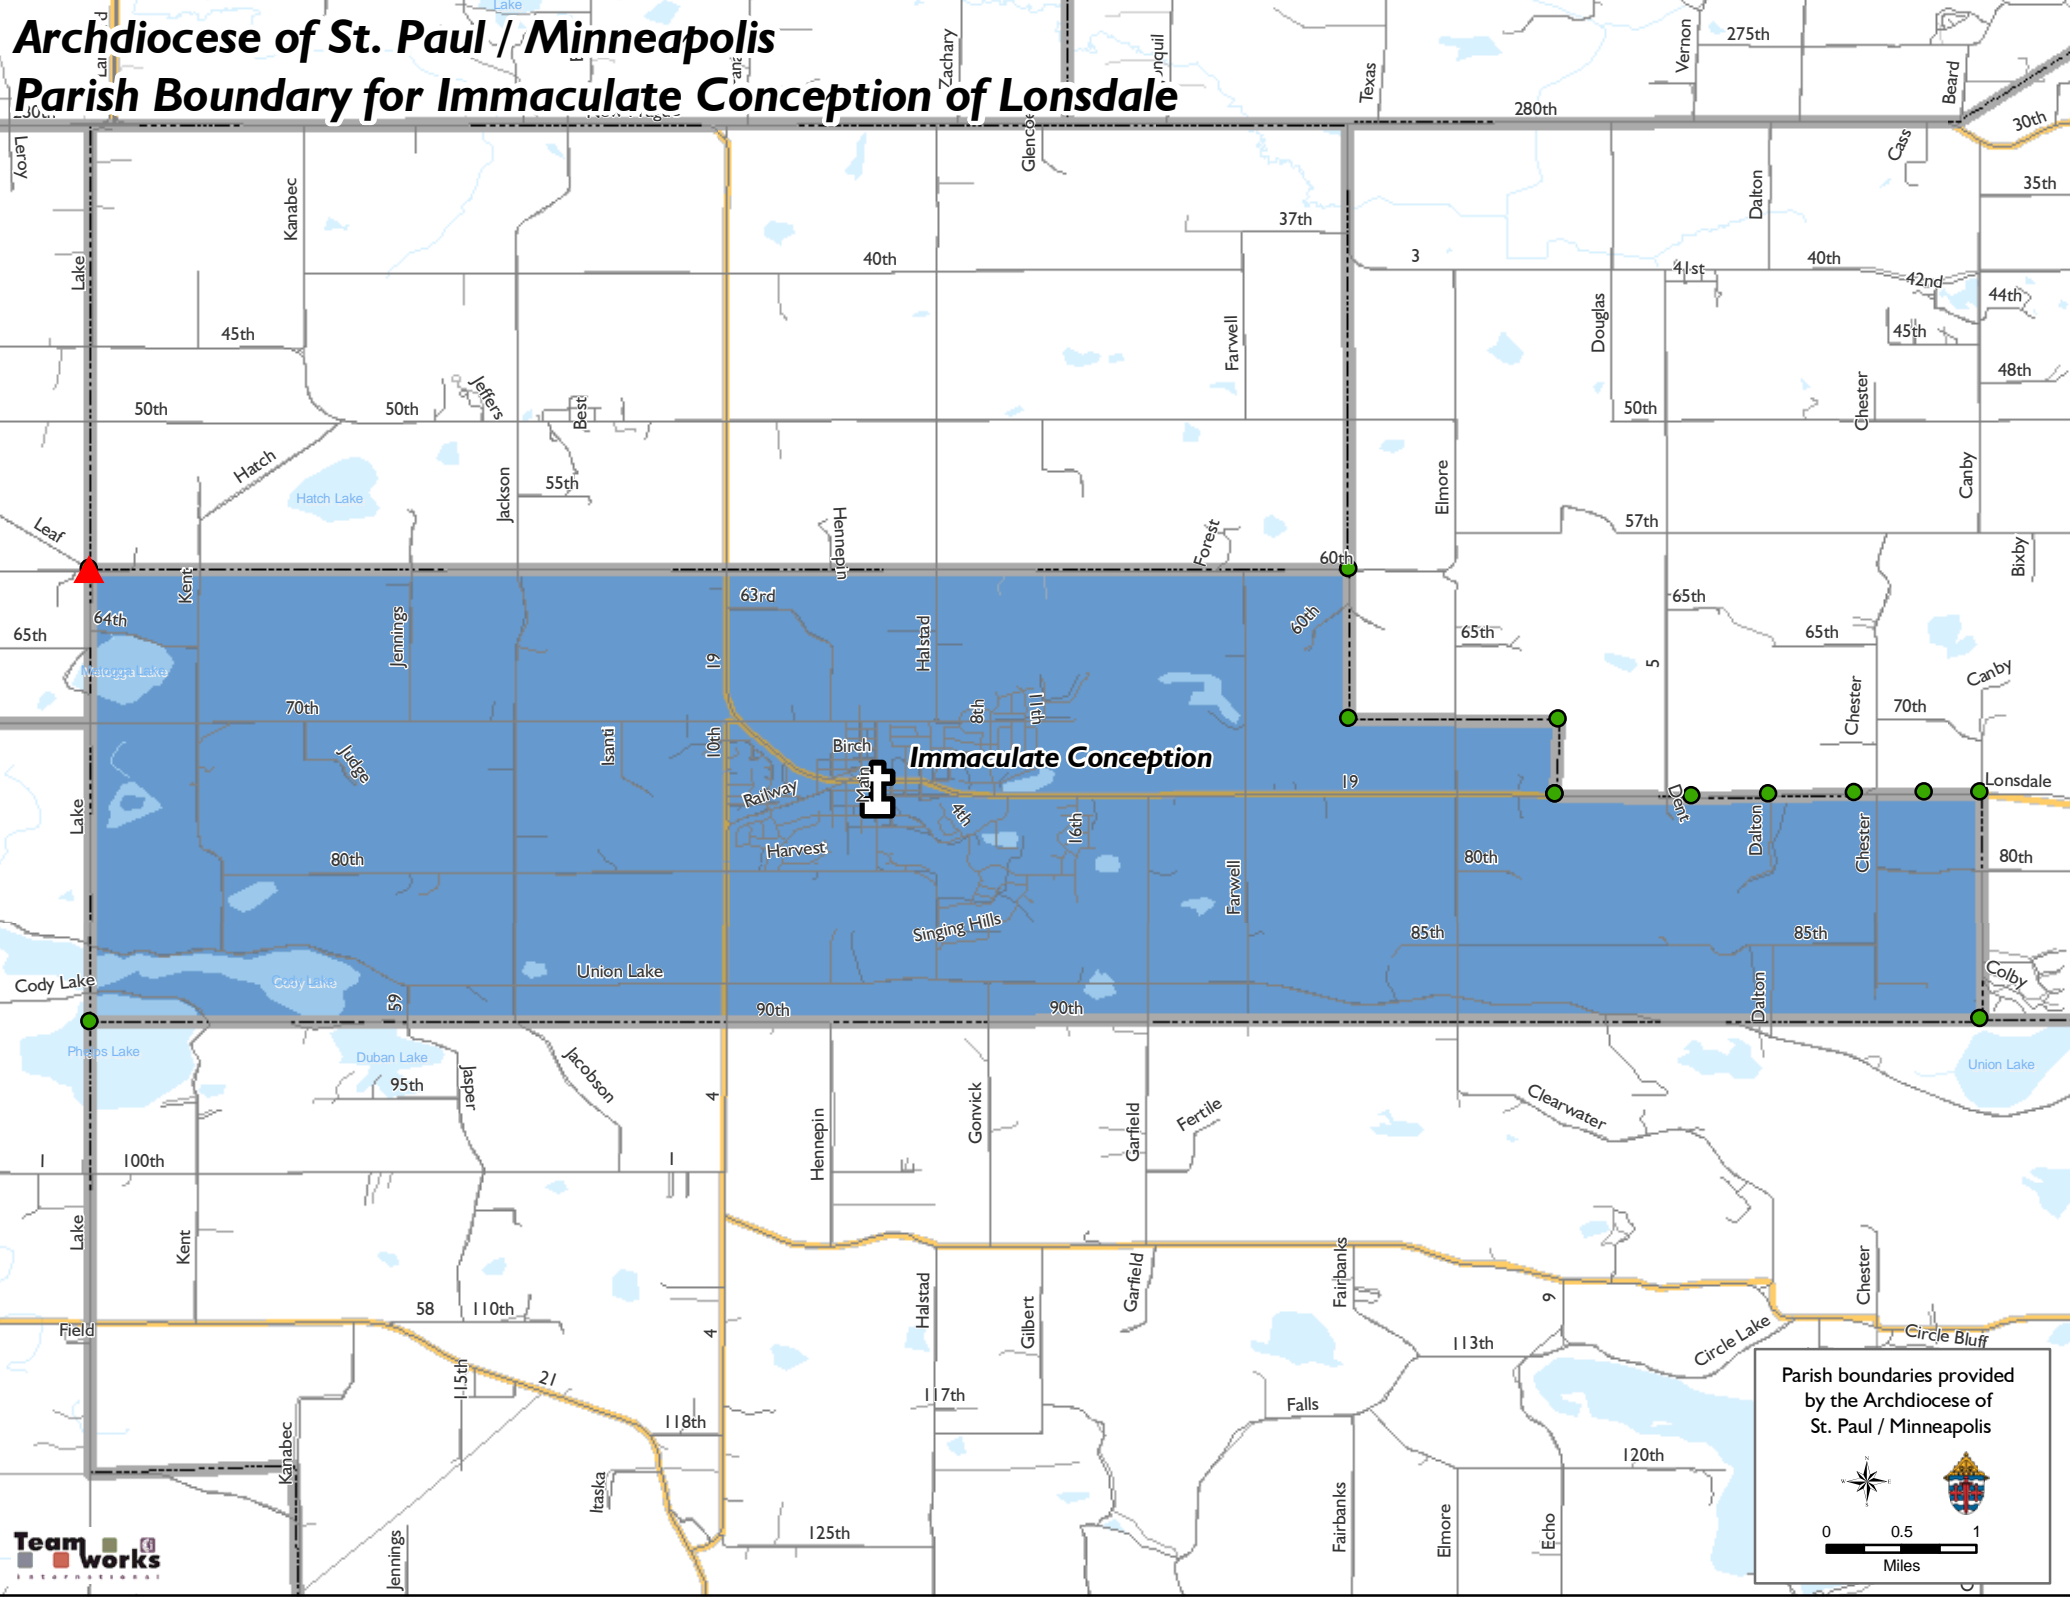 Archdiocese of St. Paul / Minneapolis
Parish Boundary for Immaculate Conception of Lonsdale
Lake
Zachary
Texas
Vernon
275th
Beard
280th
280th
30th
Leroy
Glencoe
Cass
Kanabec
Dalton
35th
37th
Lake
40th
3
40th
41st
42nd
44th
45th
Farwell
Douglas
45th
48th
Jeffers
50th
50th
Best
50th
Chester
Hatch
Jackson
55th
Elmore
Canby
Hatch Lake
Leaf
Hennepin
Forest
57th
Bixby
60th
Kent
64th
65th
Jennings
63rd
Halstad
60th
65th
65th
65th
Matogga Lake
19
5
Canby
70th
8th
11th
Chester
70th
Judge
Isanti
10th
Birch
Immaculate Conception
Lake
Railway
Main
4th
16th
19
Dent
Dalton
Chester
Lonsdale
80th
Harvest
Farwell
80th
80th
Singing Hills
85th
85th
Cody Lake
Cody Lake
59
Union Lake
90th
90th
Dalton
Colby
Phelps Lake
Duban Lake
Union Lake
95th
Jasper
Jacobson
4
Hennepin
Gonvick
Garfield
Fertile
Clearwater
1
100th
1
Lake
Kent
Halstad
Gilbert
Garfield
Fairbanks
9
Chester
Field
58
110th
4
Circle Lake
Circle Bluff
113th
115th
21
117th
118th
Falls
Kanabec
Itaska
120th
125th
Jennings
Fairbanks
Elmore
Echo
Parish boundaries provided
by the Archdiocese of
St. Paul / Minneapolis
N
W
E
S
0 0.5 1
Miles
Team
works
international